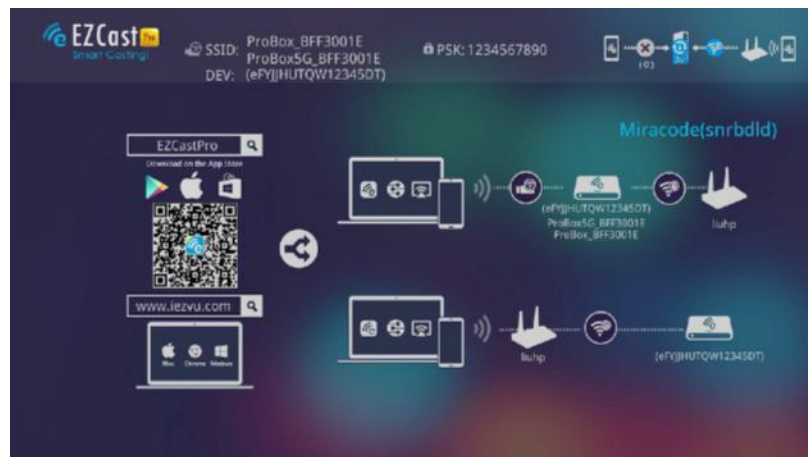 EZCast Pro
Smart Casting!
SSID: ProBox_BFF3001E
ProBox5G_BFF3001E
DEV: (eFYJJHUTQW12345DT)
PSK: 1234567890
(0)
Miracode(snrbdld)
EZCastPro
Download on the App Store
(eFYJJHUTQW12345DT)
ProBox5G_BFF3001E
ProBox_BFF3001E
liuhp
www.iezvu.com
Mac Chrome Windows
liuhp
(eFYJJHUTQW12345DT)